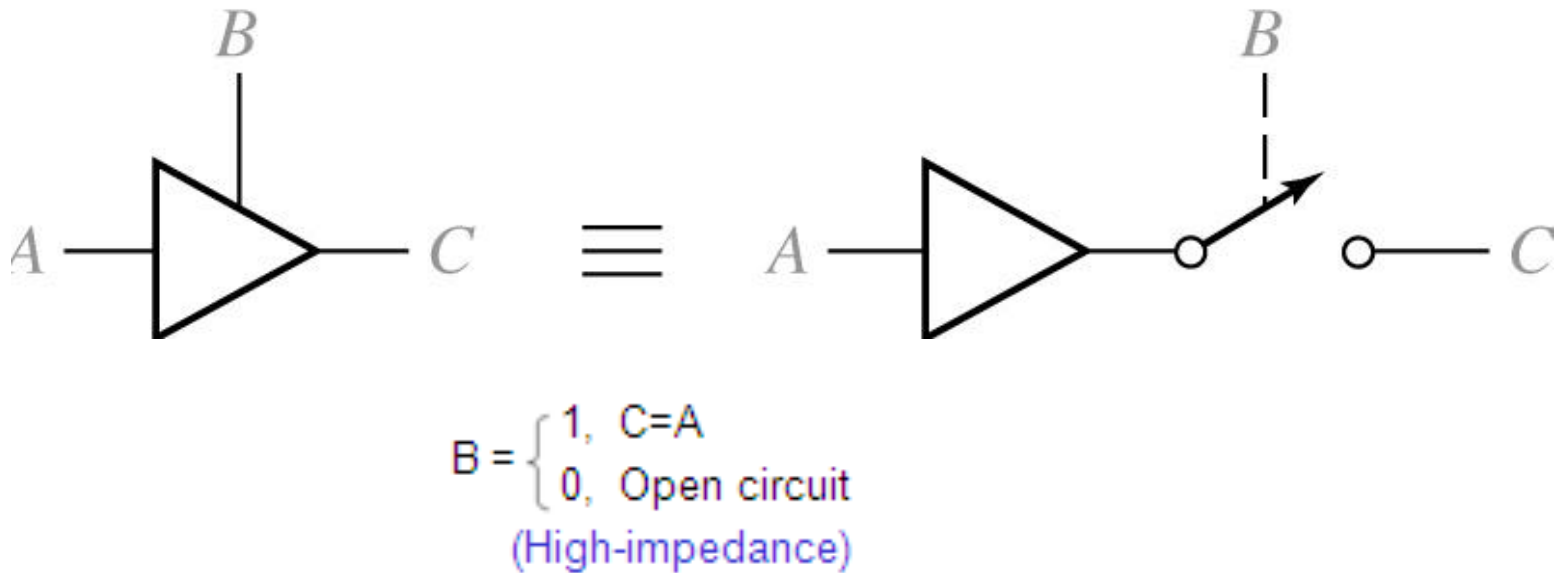 B B
A C ≡ A C
B = { 1, C=A
0, Open circuit
(High-impedance)